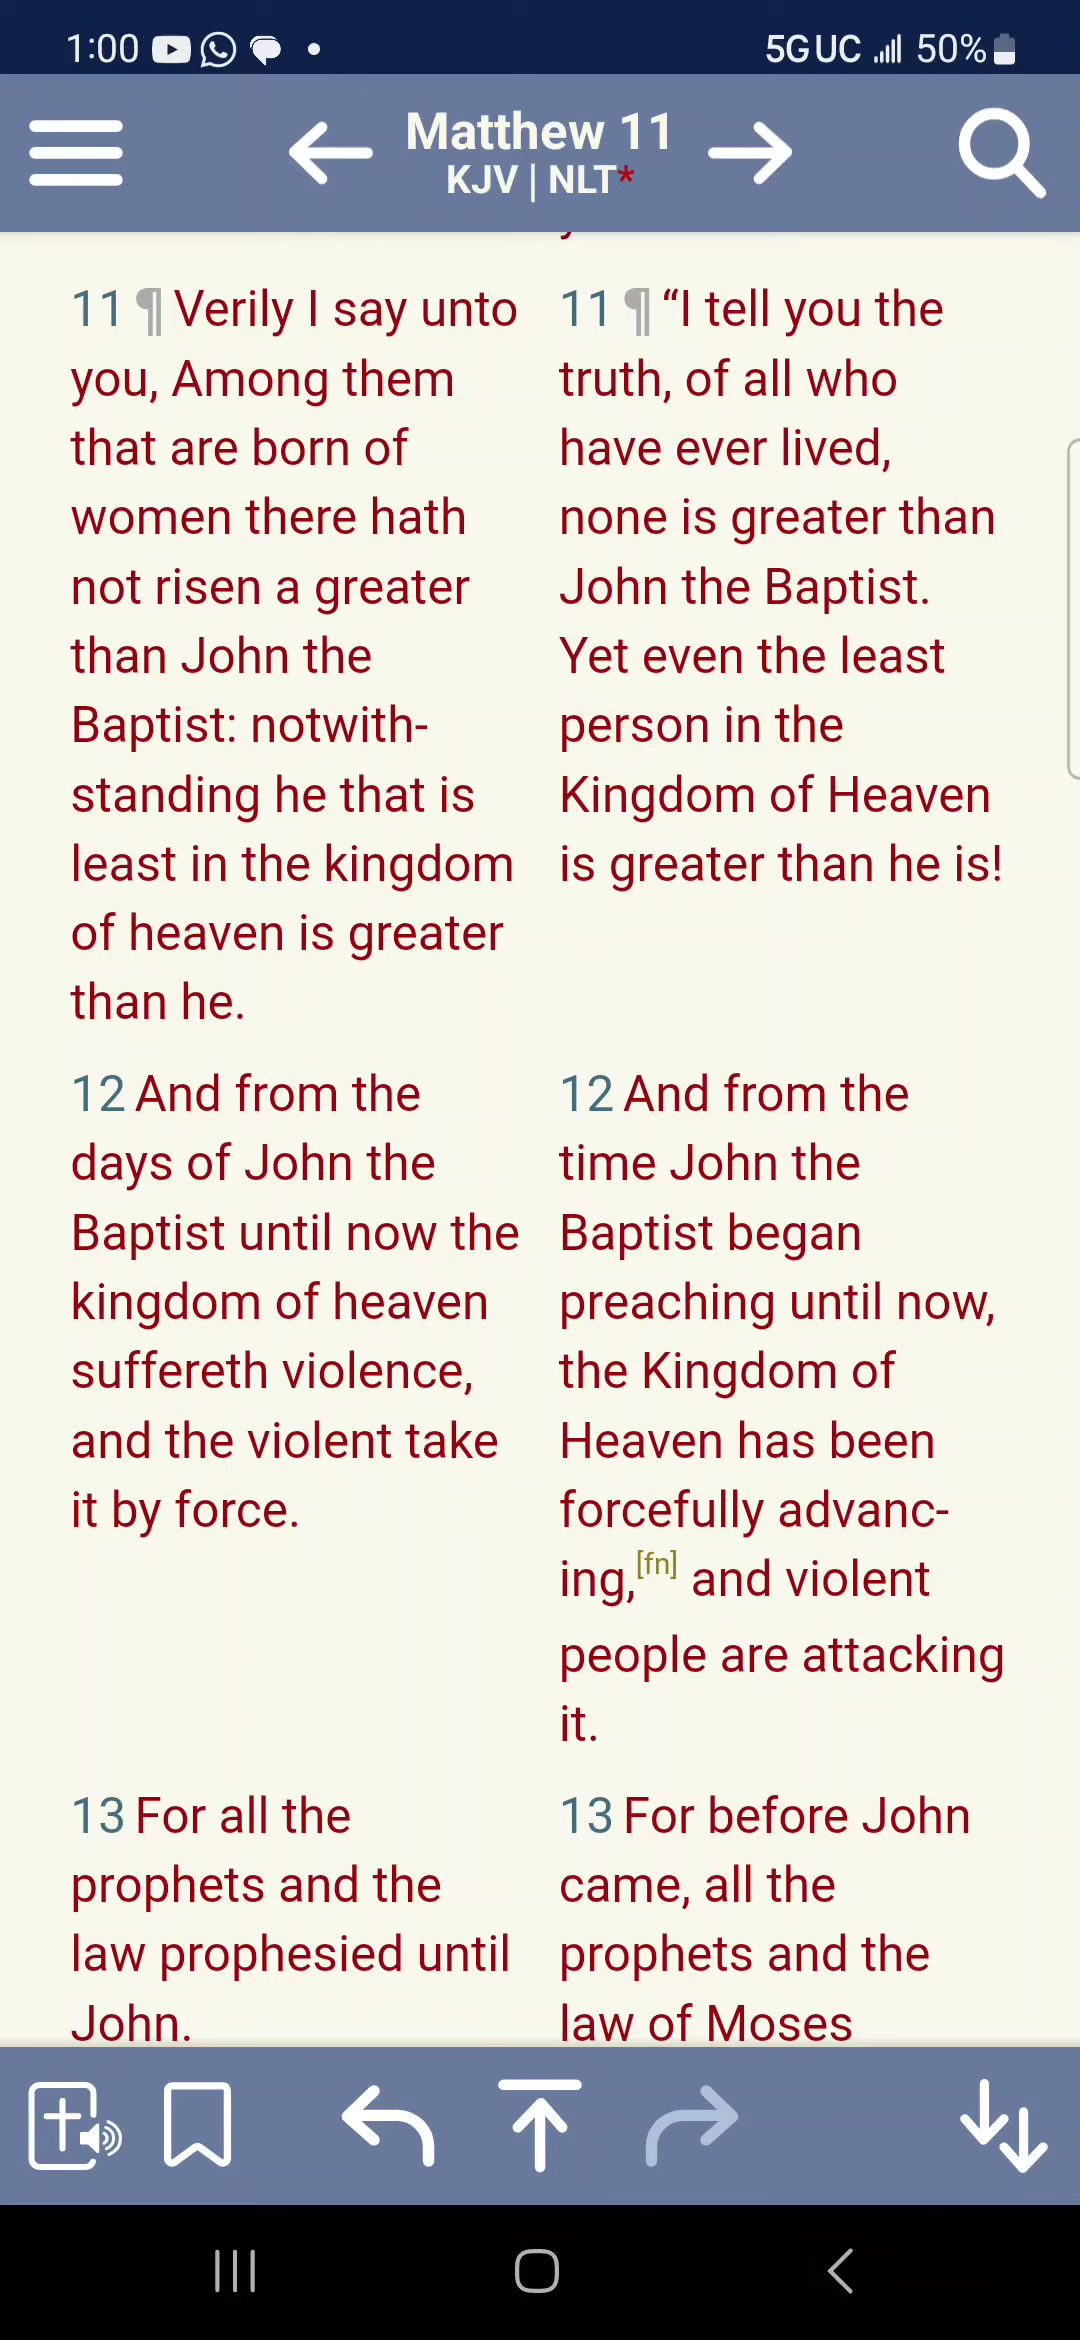 1:00
5G UC 50%
Matthew 11
KJV | NLT*
11 ¶ Verily I say unto
you, Among them
that are born of
women there hath
not risen a greater
than John the
Baptist: notwith-
standing he that is
least in the kingdom
of heaven is greater
than he.
11 ¶ “I tell you the
truth, of all who
have ever lived,
none is greater than
John the Baptist.
Yet even the least
person in the
Kingdom of Heaven
is greater than he is!
12 And from the
days of John the
Baptist until now the
kingdom of heaven
suffereth violence,
and the violent take
it by force.
12 And from the
time John the
Baptist began
preaching until now,
the Kingdom of
Heaven has been
forcefully advanc-
ing,[fn] and violent
people are attacking
it.
13 For all the
prophets and the
law prophesied until
John.
13 For before John
came, all the
prophets and the
law of Moses